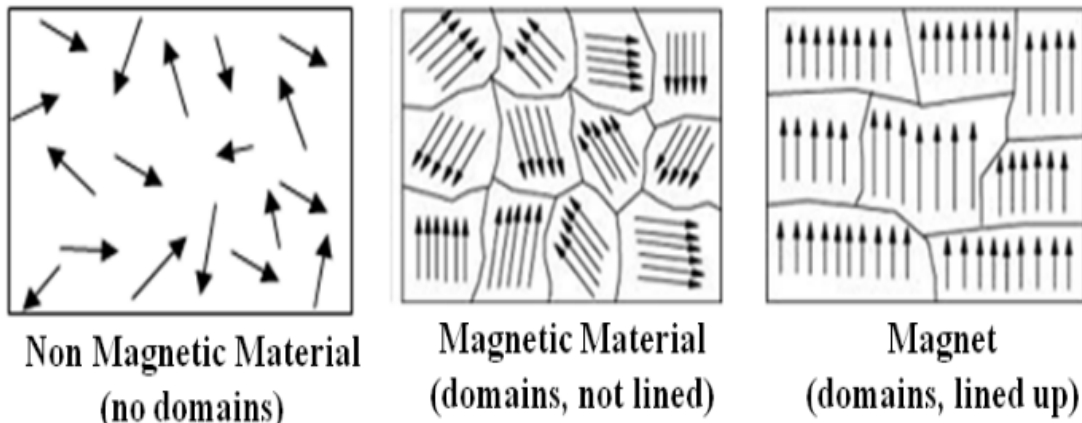 Non Magnetic Material
(no domains)
Magnetic Material
(domains, not lined)
Magnet
(domains, lined up)